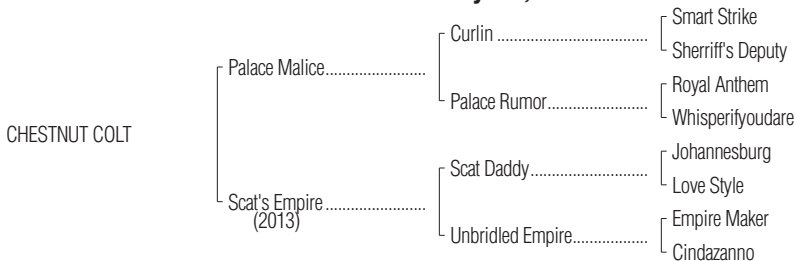 Smart Strike
Curlin ....................................
Sherriff's Deputy
Palace Malice........................
Royal Anthem
Palace Rumor........................
Whisperifyoudare
CHESTNUT COLT
Johannesburg
Scat Daddy............................
Love Style
Scat's Empire ........................
(2013)
Empire Maker
Unbridled Empire..................
Cindazanno